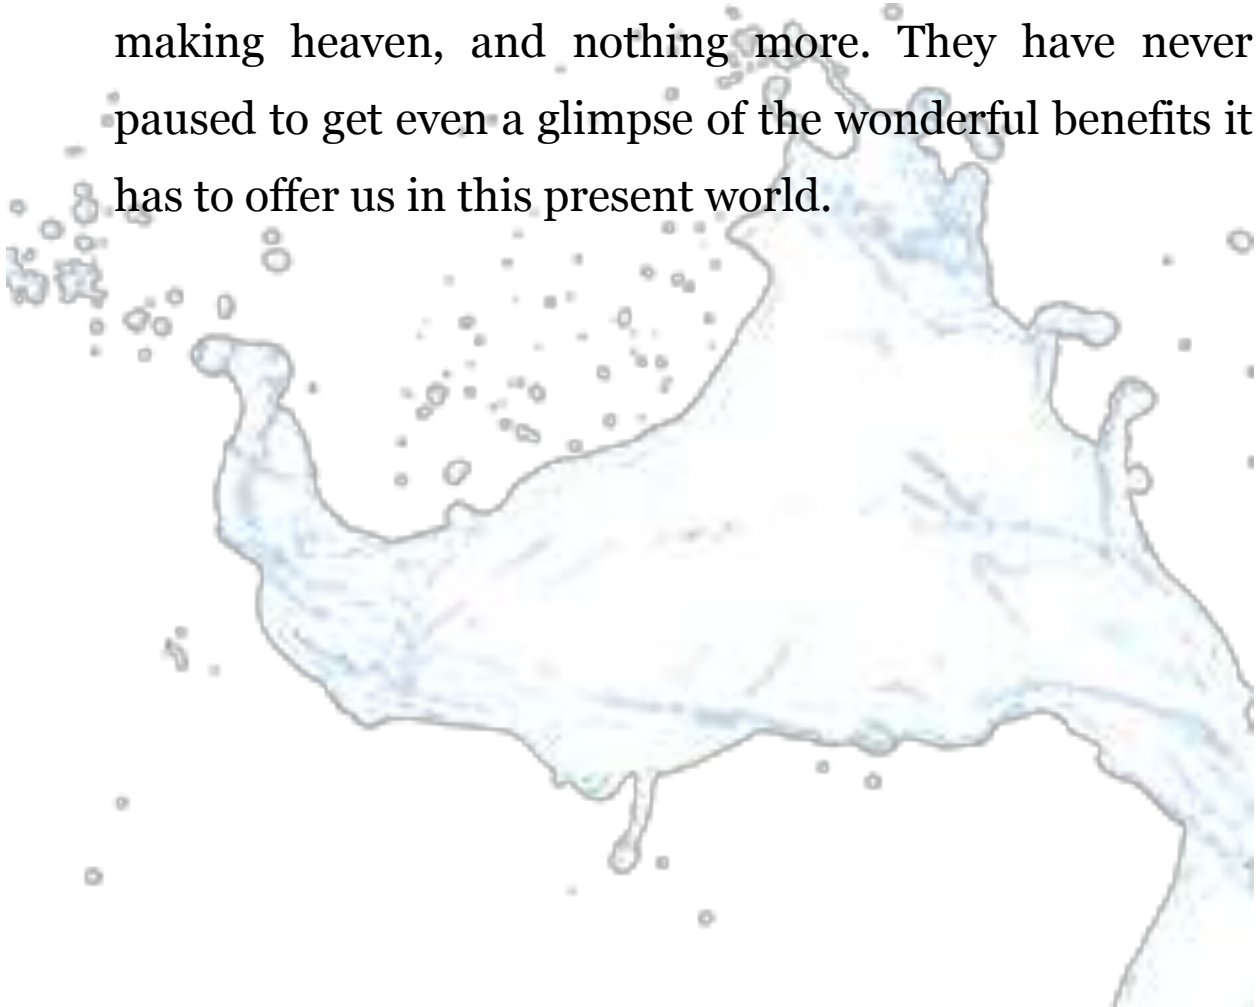 making heaven, and nothing more. They have never
paused to get even a glimpse of the wonderful benefits it
has to offer us in this present world.